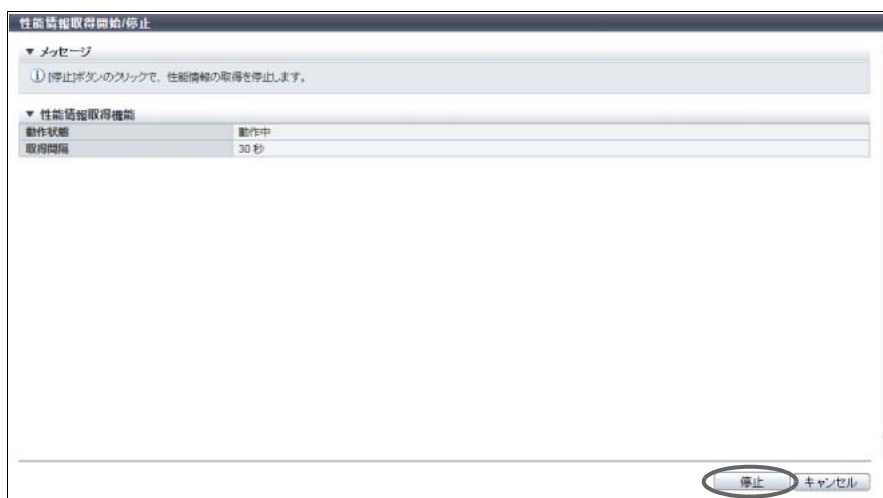 性能情報取得開始/停止
▼ メッセージ
[停止]ボタンのクリックで、性能情報の取得を停止します。
▼ 性能情報取得機能
動作状態 動作中
取得間隔 30 秒
停止 キャンセル